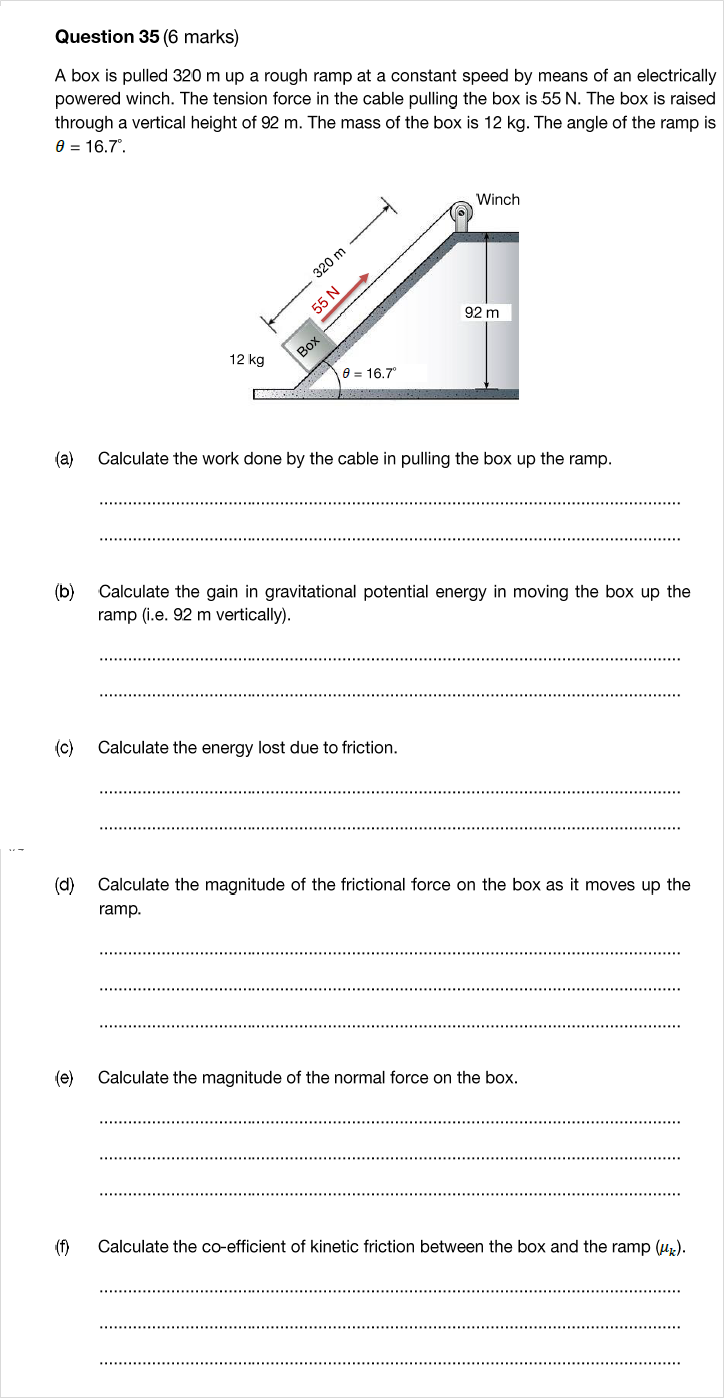 Question 35 (6 marks)
A box is pulled 320 m up a rough ramp at a constant speed by means of an electrically
powered winch. The tension force in the cable pulling the box is 55 N. The box is raised
through a vertical height of 92 m. The mass of the box is 12 kg. The angle of the ramp is
θ = 16.7°.
Winch
320 m
55 N
92 m
Box
12 kg
θ = 16.7°
(a) Calculate the work done by the cable in pulling the box up the ramp.
(b) Calculate the gain in gravitational potential energy in moving the box up the
ramp (i.e. 92 m vertically).
(c) Calculate the energy lost due to friction.
(d) Calculate the magnitude of the frictional force on the box as it moves up the
ramp.
(e) Calculate the magnitude of the normal force on the box.
(f) Calculate the co-efficient of kinetic friction between the box and the ramp (μₖ).